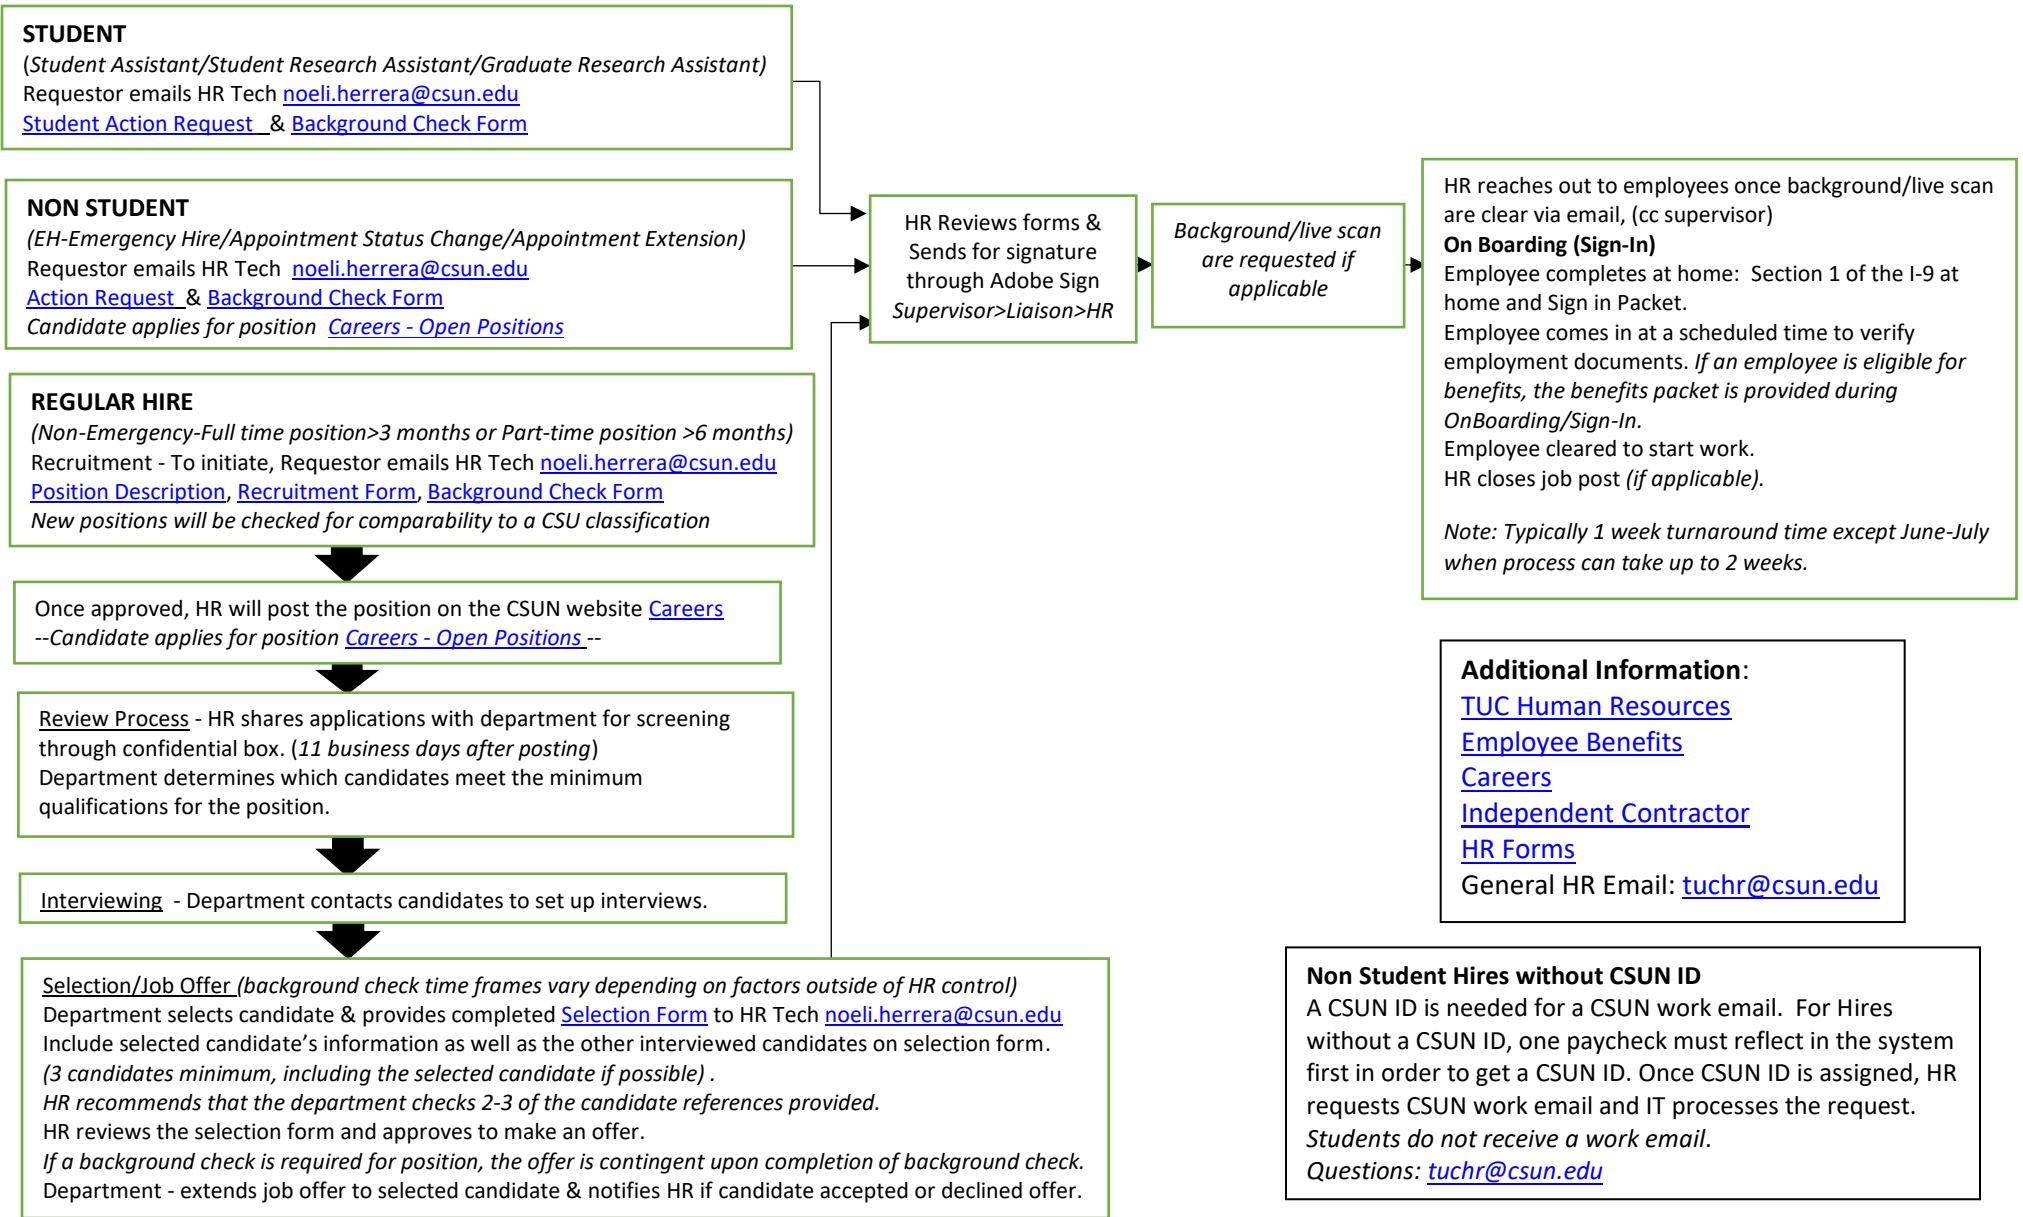 STUDENT
(Student Assistant/Student Research Assistant/Graduate Research Assistant)
Requestor emails HR Tech noeli.herrera@csun.edu
Student Action Request & Background Check Form
NON STUDENT
(EH-Emergency Hire/Appointment Status Change/Appointment Extension)
Requestor emails HR Tech noeli.herrera@csun.edu
Action Request & Background Check Form
Candidate applies for position Careers - Open Positions
REGULAR HIRE
(Non-Emergency-Full time position>3 months or Part-time position >6 months)
Recruitment - To initiate, Requestor emails HR Tech noeli.herrera@csun.edu
Position Description, Recruitment Form, Background Check Form
New positions will be checked for comparability to a CSU classification
Once approved, HR will post the position on the CSUN website Careers
--Candidate applies for position Careers - Open Positions --
Review Process - HR shares applications with department for screening
through confidential box. (11 business days after posting)
Department determines which candidates meet the minimum
qualifications for the position.
Interviewing - Department contacts candidates to set up interviews.
Selection/Job Offer (background check time frames vary depending on factors outside of HR control)
Department selects candidate & provides completed Selection Form to HR Tech noeli.herrera@csun.edu
Include selected candidate's information as well as the other interviewed candidates on selection form.
(3 candidates minimum, including the selected candidate if possible) .
HR recommends that the department checks 2-3 of the candidate references provided.
HR reviews the selection form and approves to make an offer.
If a background check is required for position, the offer is contingent upon completion of background check.
Department - extends job offer to selected candidate & notifies HR if candidate accepted or declined offer.
HR Reviews forms &
Sends for signature
through Adobe Sign
Supervisor>Liaison>HR
Background/live scan
are requested if
applicable
HR reaches out to employees once background/live scan
are clear via email, (cc supervisor)
On Boarding (Sign-In)
Employee completes at home: Section 1 of the I-9 at
home and Sign in Packet.
Employee comes in at a scheduled time to verify
employment documents. If an employee is eligible for
benefits, the benefits packet is provided during
OnBoarding/Sign-In.
Employee cleared to start work.
HR closes job post (if applicable).
Note: Typically 1 week turnaround time except June-July
when process can take up to 2 weeks.
Additional Information:
TUC Human Resources
Employee Benefits
Careers
Independent Contractor
HR Forms
General HR Email: tuchr@csun.edu
Non Student Hires without CSUN ID
A CSUN ID is needed for a CSUN work email. For Hires
without a CSUN ID, one paycheck must reflect in the system
first in order to get a CSUN ID. Once CSUN ID is assigned, HR
requests CSUN work email and IT processes the request.
Students do not receive a work email.
Questions: tuchr@csun.edu